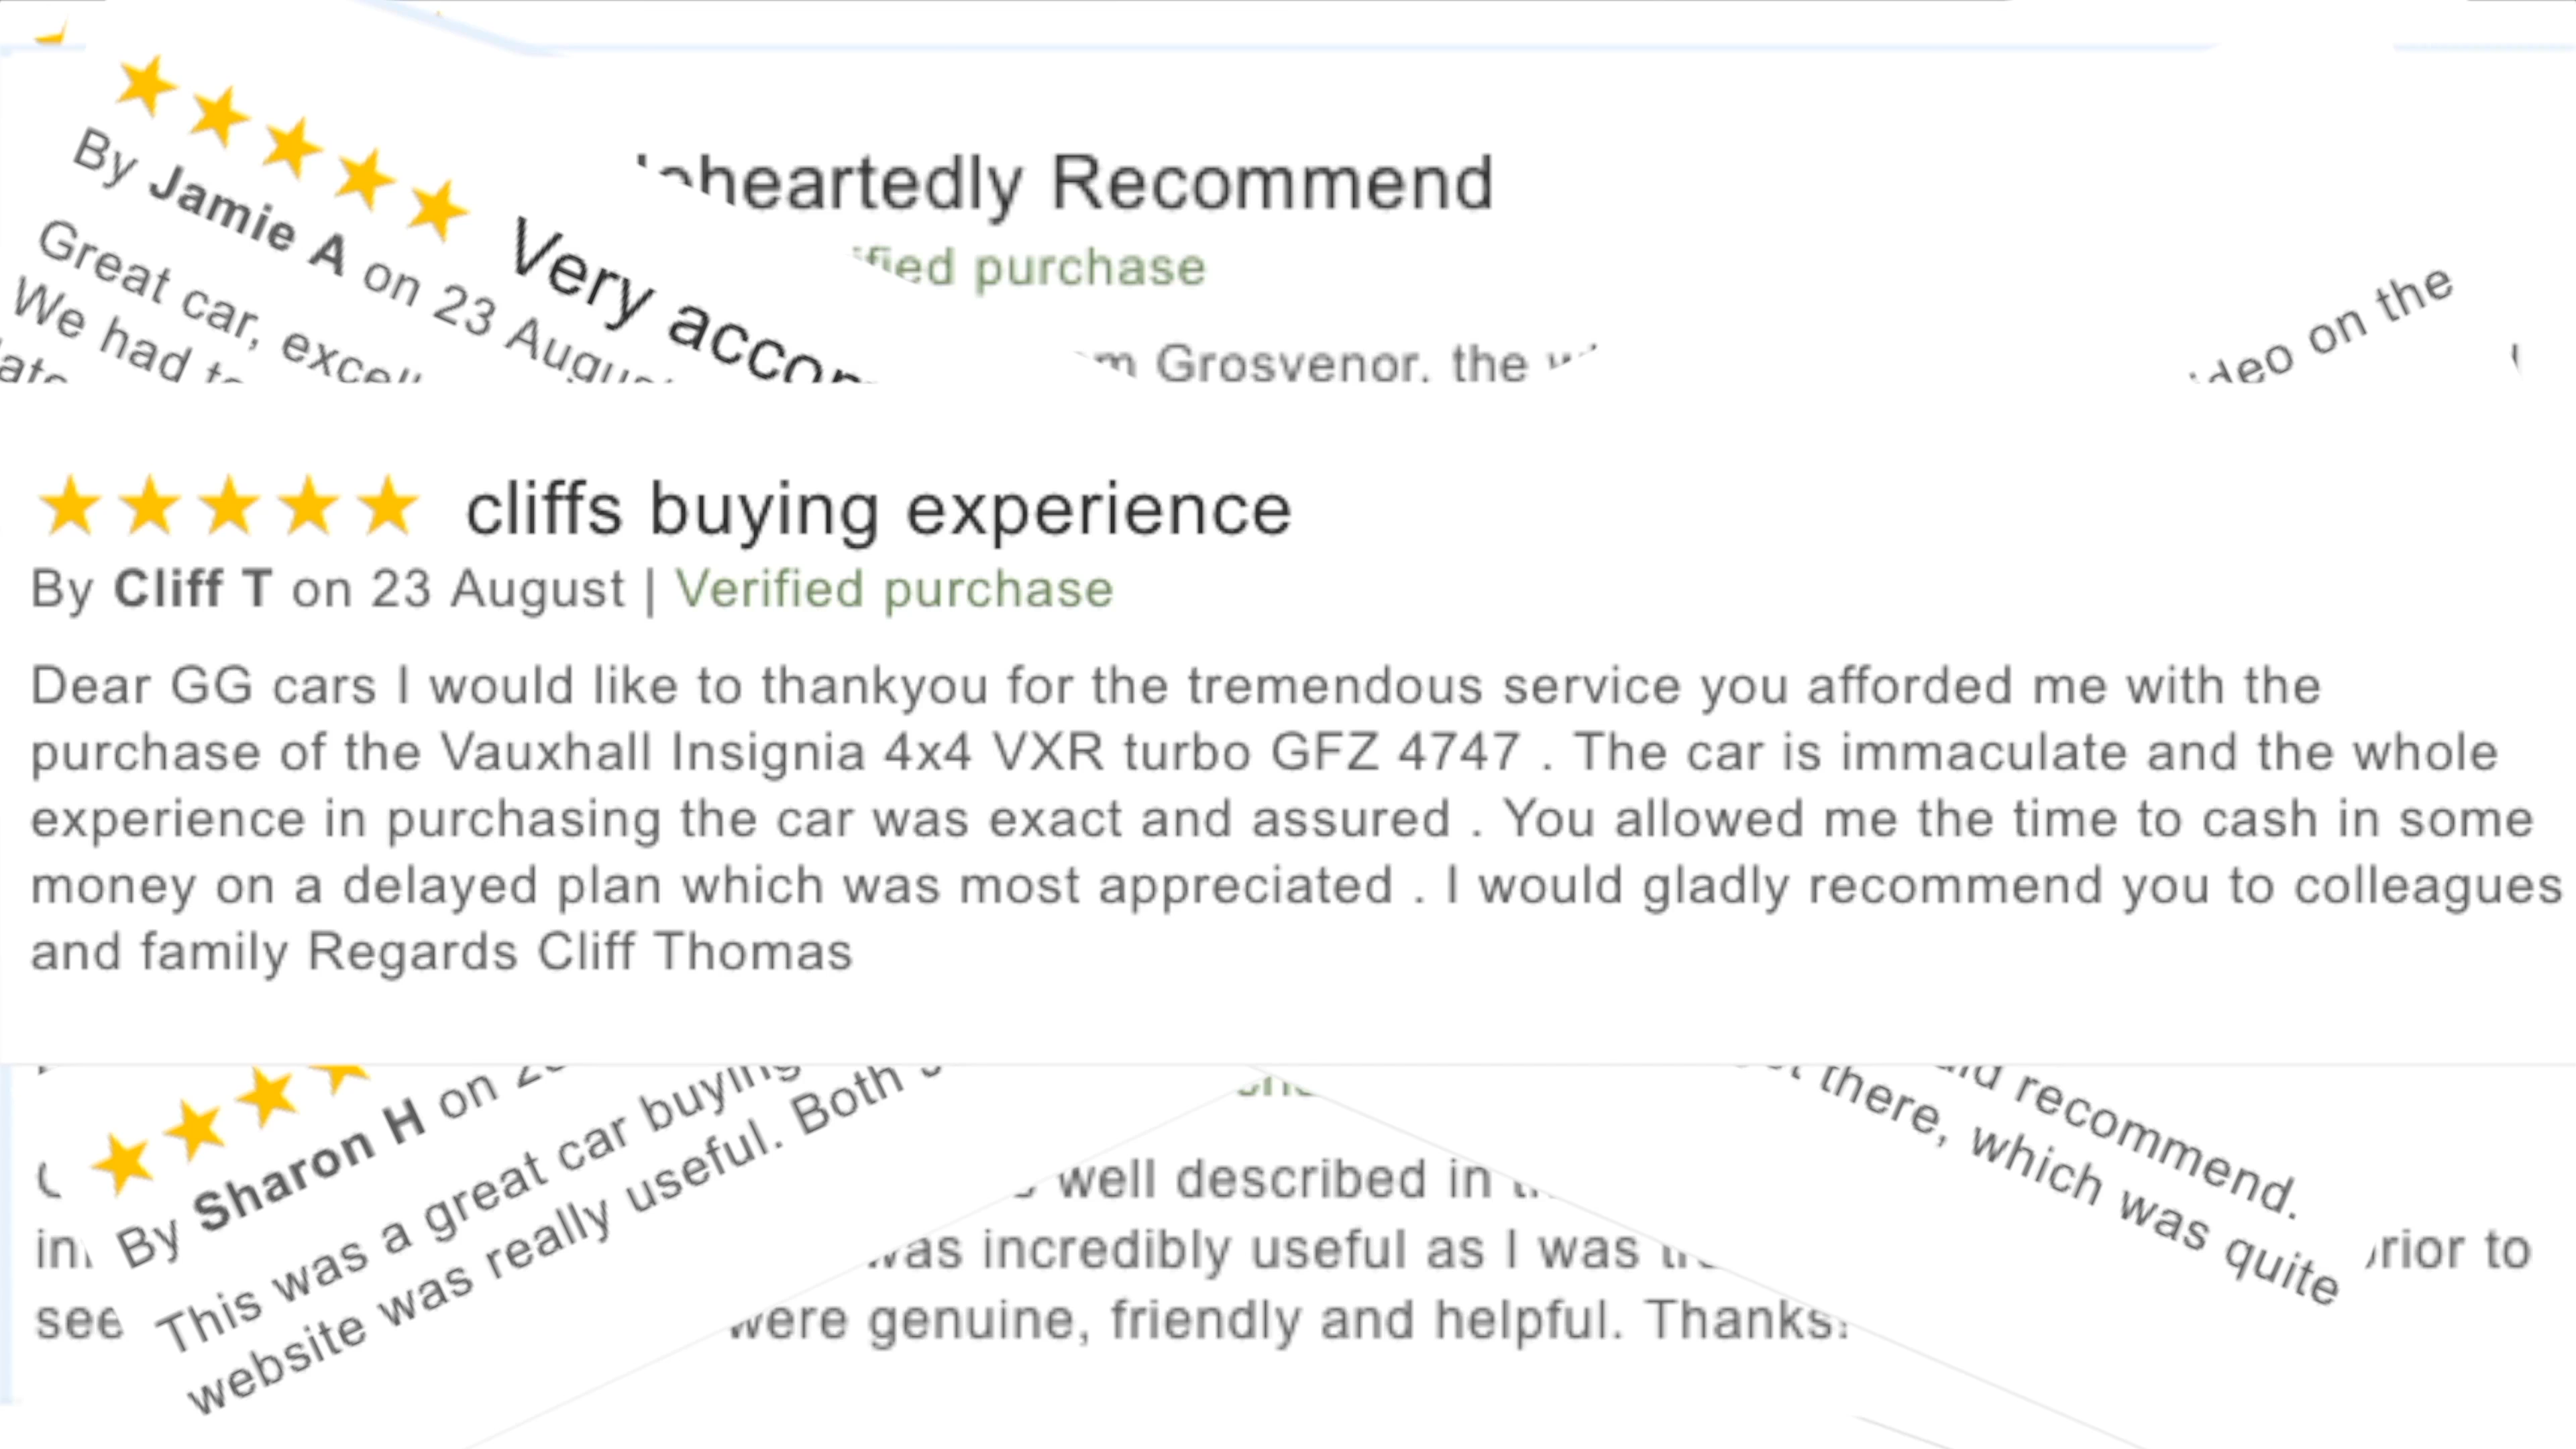 heartedly Recommend
purchase
Grosvenor, the
By Jamie A on 23
Very
Great car,
We had
on the
cliffs buying experience
By Cliff T on 23 August | Verified purchase
Dear GG cars I would like to thankyou for the tremendous service you afforded me with the
purchase of the Vauxhall Insignia 4x4 VXR turbo GFZ 4747 . The car is immaculate and the whole
experience in purchasing the car was exact and assured . You allowed me the time to cash in some
money on a delayed plan which was most appreciated . I would gladly recommend you to colleagues
and family Regards Cliff Thomas
By Sharon H on
This was a great car buying
website was really useful. Both
well described in
was incredibly useful as I was
were genuine, friendly and helpful. Thanks!
recommend.
there, which was quite
prior to
see